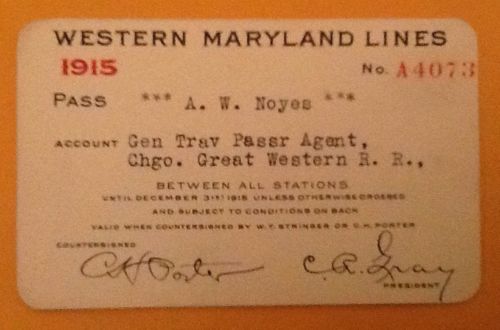 WESTERN MARYLAND LINES
1915 No. A4073
PASS *** A. W. Noyes ***
ACCOUNT Gen Trav Passr Agent,
Chgo. Great Western R. R.,
BETWEEN ALL STATIONS
UNTIL DECEMBER 31ST 1915 UNLESS OTHERWISE ORDERED
AND SUBJECT TO CONDITIONS ON BACK
VALID WHEN COUNTERSIGNED BY W.T. STRINGER OR C.H. PORTER
COUNTERSIGNED
CH Porter C. R. Gray
PRESIDENT